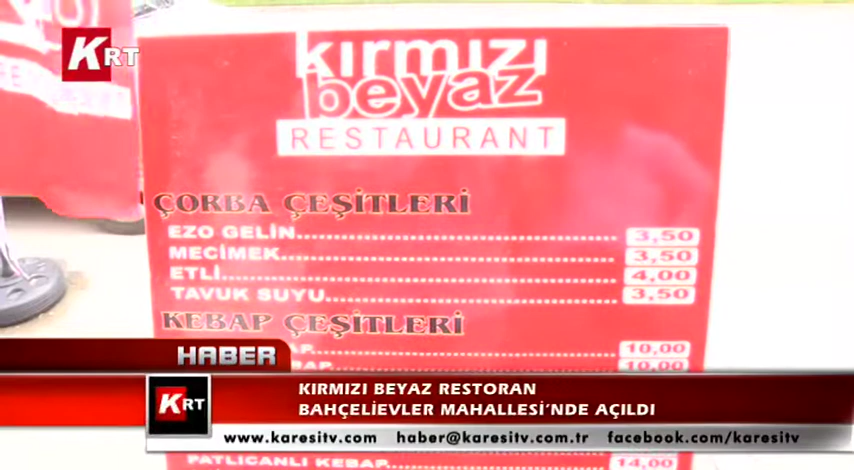 KRT
kırmızı
beyaz
RESTAURANT
ÇORBA ÇEŞİTLERİ
EZO GELİN........ 3,50
MECİMEK........ 3,50
ETLİ........ 4,00
TAVUK SUYU........ 3,50
KEBAP ÇEŞİTLERİ
10,00
10,00
HABER
KRT
KIRMIZI BEYAZ RESTORAN
BAHÇELİEVLER MAHALLESİ'NDE AÇILDI
www.karesitv.com haber@karesitv.com.tr facebook.com/karesitv
PATLICANLI KEBAP........ 14,00